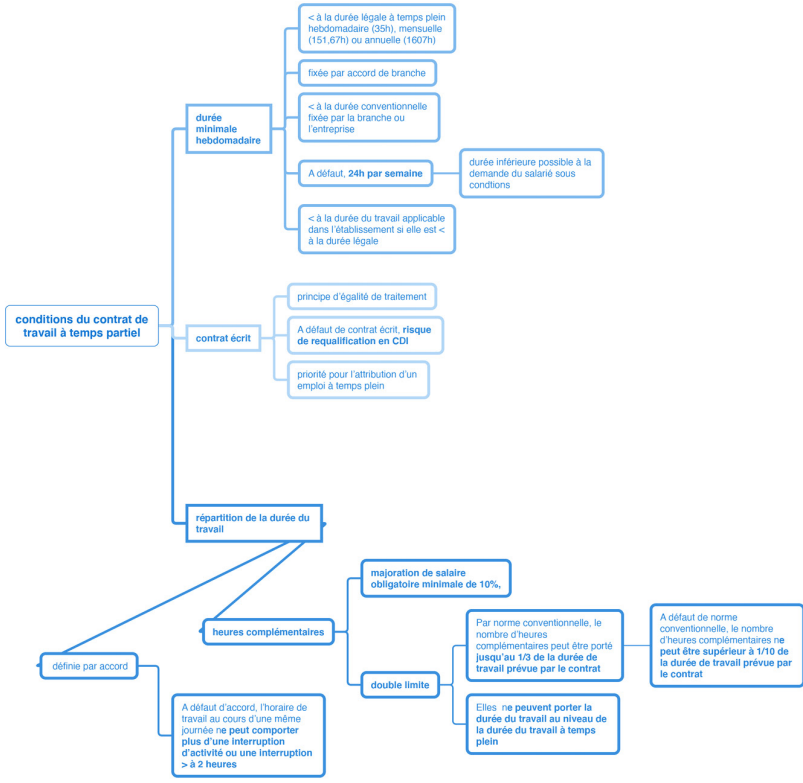 conditions du contrat de
travail à temps partiel
durée
minimale
hebdomadaire
< à la durée légale à temps plein
hebdomadaire (35h), mensuelle
(151,67h) ou annuelle (1607h)
fixée par accord de branche
< à la durée conventionnelle
fixée par la branche ou
l'entreprise
A défaut, 24h par semaine
durée inférieure possible à la
demande du salarié sous
condtions
< à la durée du travail applicable
dans l'établissement si elle est <
à la durée légale
contrat écrit
principe d'égalité de traitement
A défaut de contrat écrit, risque
de requalification en CDI
priorité pour l'attribution d'un
emploi à temps plein
répartition de la durée du
travail
définie par accord
A défaut d'accord, l'horaire de
travail au cours d'une même
journée ne peut comporter
plus d'une interruption
d'activité ou une interruption
> à 2 heures
heures complémentaires
majoration de salaire
obligatoire minimale de 10%,
double limite
Par norme conventionnelle, le
nombre d'heures
complémentaires peut être porté
jusqu'au 1/3 de la durée de
travail prévue par le contrat
A défaut de norme
conventionnelle, le nombre
d'heures complémentaires ne
peut être supérieur à 1/10 de
la durée de travail prévue par
le contrat
Elles ne peuvent porter la
durée du travail au niveau de
la durée du travail à temps
plein